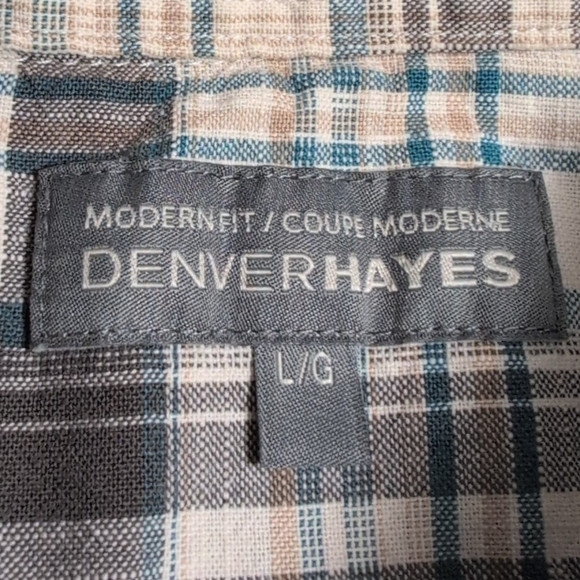 MODERN FIT / COUPE MODERNE
DENVERHAYES
L/G